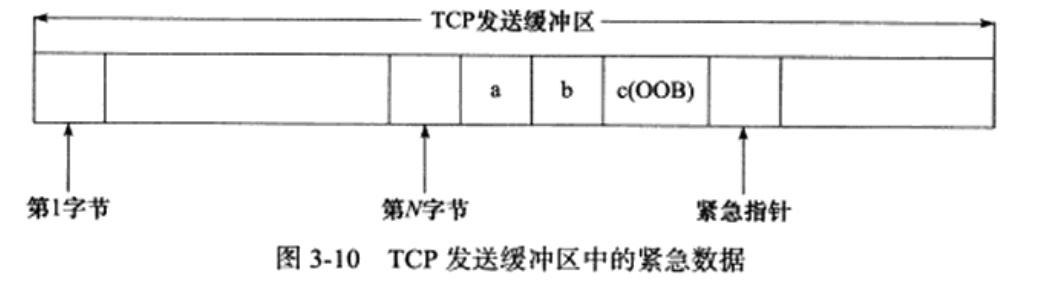 TCP发送缓冲区
a
b
c(OOB)
第1字节
第N字节
紧急指针
图 3-10 TCP 发送缓冲区中的紧急数据